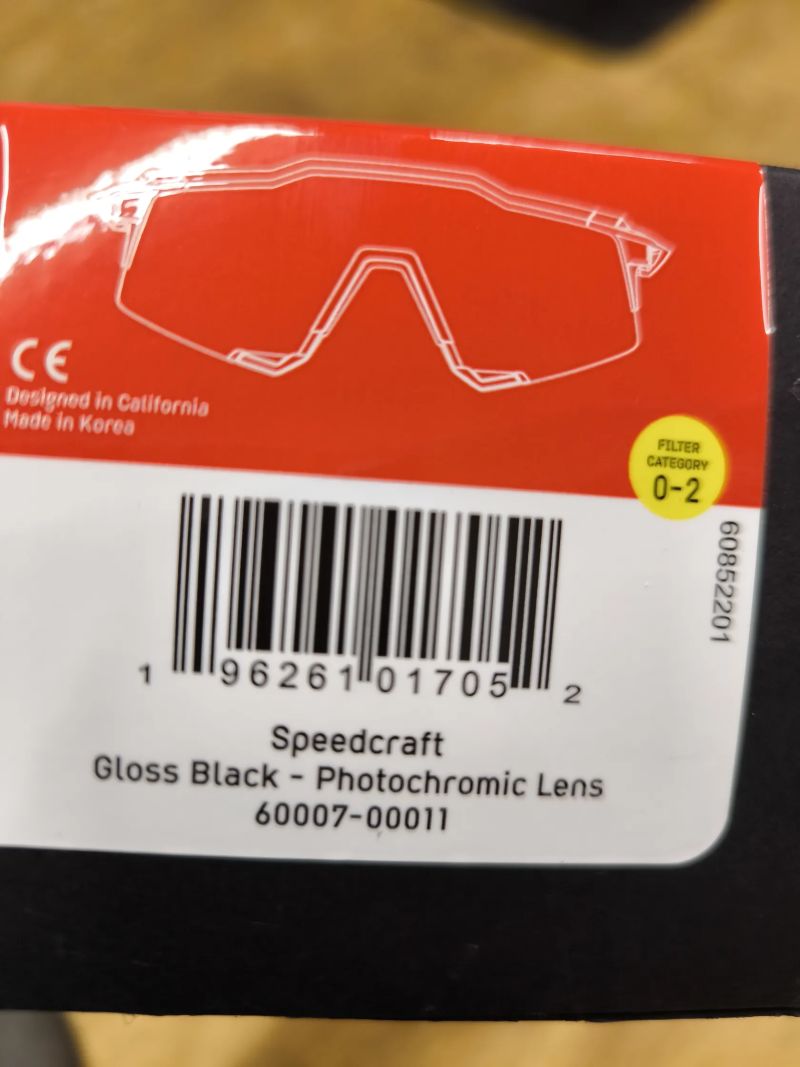 CE
Designed in California
Made in Korea
FILTER
CATEGORY
0-2
60852201
1 96261 01705 2
Speedcraft
Gloss Black - Photochromic Lens
60007-00011